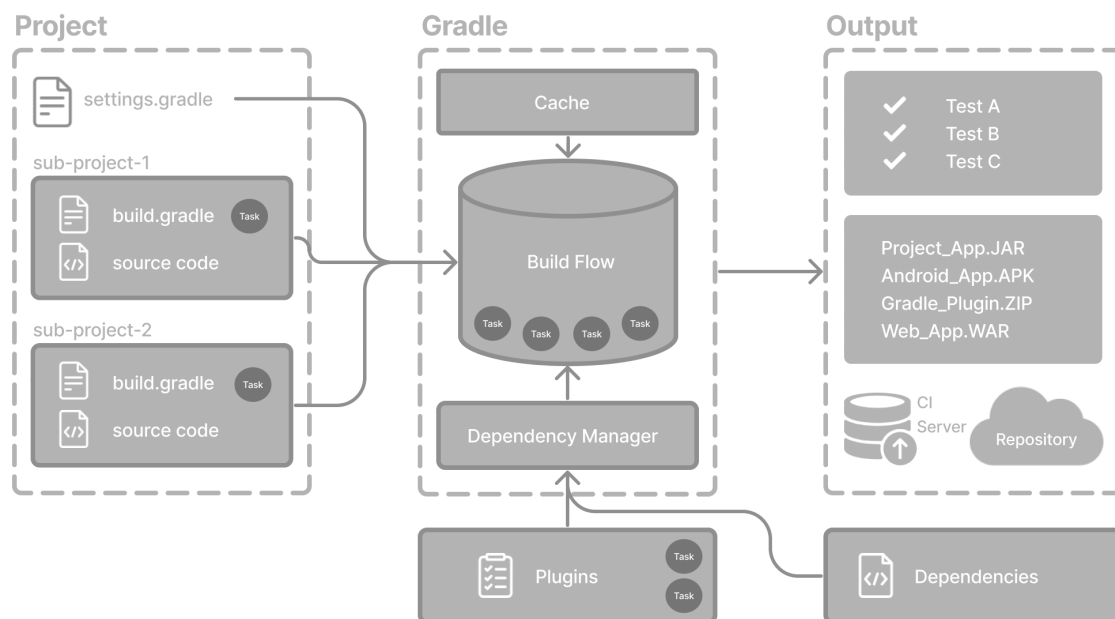 Project
settings.gradle
sub-project-1
build.gradle
Task
source code
sub-project-2
build.gradle
Task
source code
Gradle
Cache
Build Flow
Task
Task
Task
Task
Dependency Manager
Plugins
Task
Task
Output
Test A
Test B
Test C
Project_App.JAR
Android_App.APK
Gradle_Plugin.ZIP
Web_App.WAR
CI
Server
Repository
Dependencies